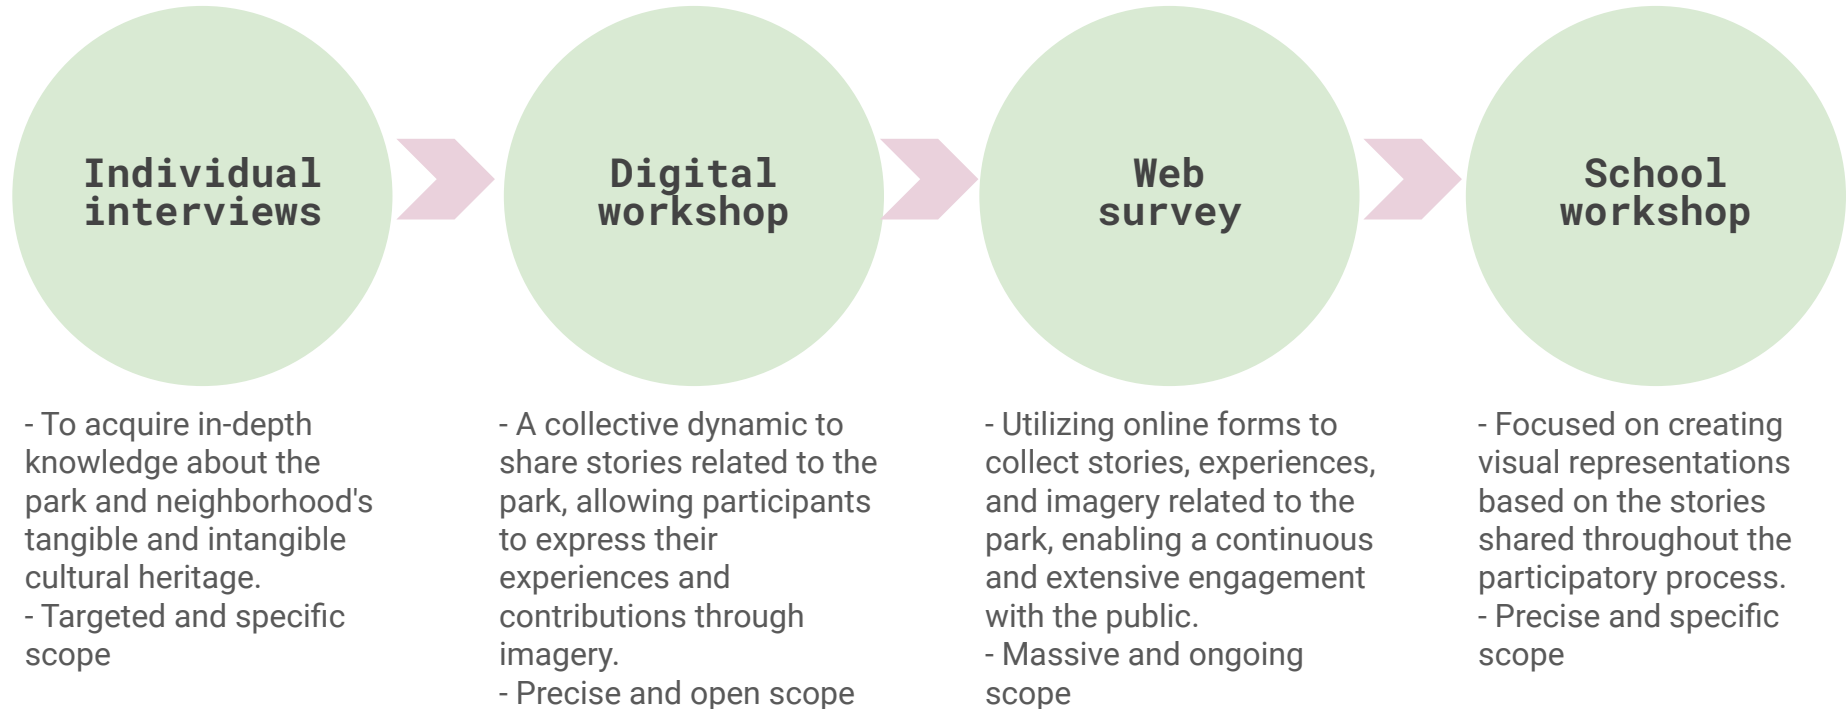 Individual
interviews
Digital
workshop
Web
survey
School
workshop
- To acquire in-depth
knowledge about the
park and neighborhood's
tangible and intangible
cultural heritage.
- Targeted and specific
scope
- A collective dynamic to
share stories related to the
park, allowing participants
to express their
experiences and
contributions through
imagery.
- Precise and open scope
- Utilizing online forms to
collect stories, experiences,
and imagery related to the
park, enabling a continuous
and extensive engagement
with the public.
- Massive and ongoing
scope
- Focused on creating
visual representations
based on the stories
shared throughout the
participatory process.
- Precise and specific
scope